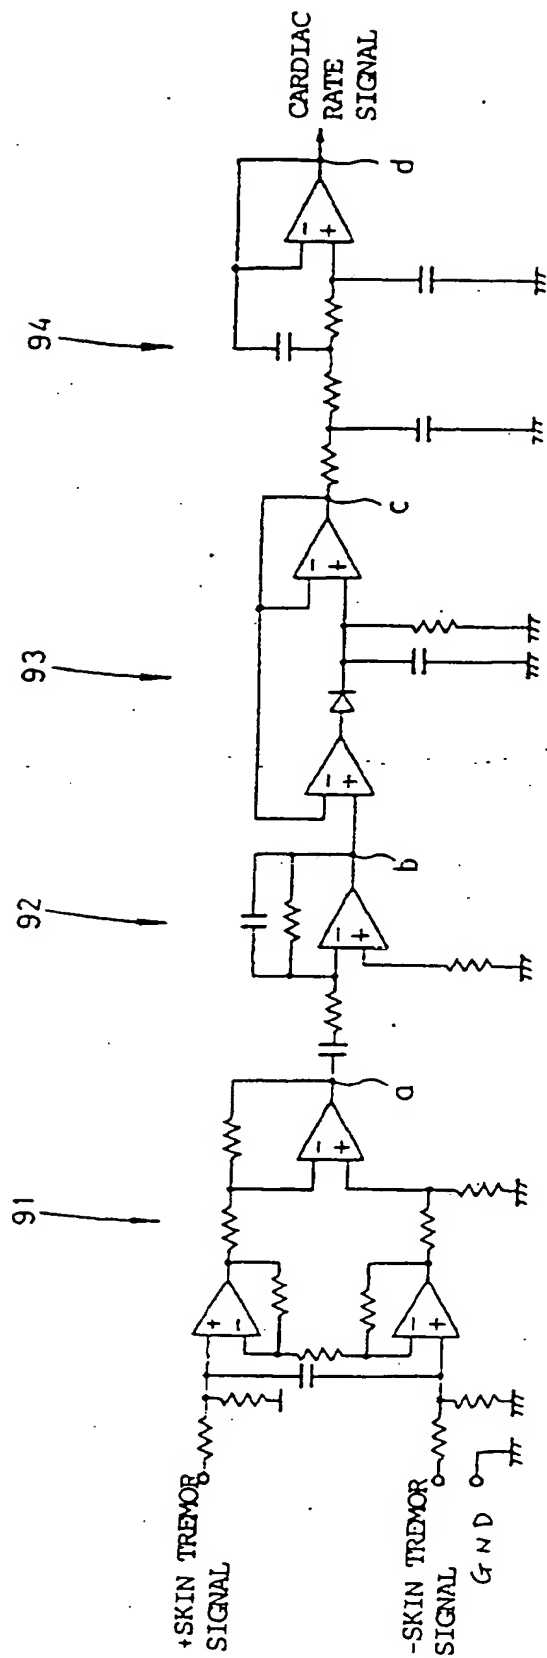 91
92
93
94
+SKIN TREMOR
SIGNAL
-SKIN TREMOR
SIGNAL
GND
a
b
c
d
CARDIAC
RATE
SIGNAL
+
-
-
+
-
+
-
+
-
+
-
+
-
+